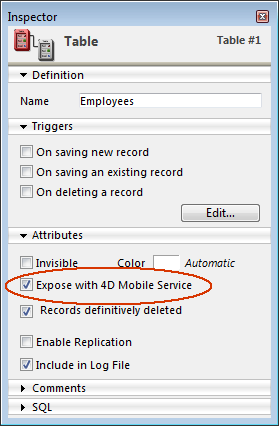 Inspector
Table
Table #1
Definition
Name
Employees
Triggers
On saving new record
On saving an existing record
On deleting a record
Edit...
Attributes
Invisible Color Automatic
Expose with 4D Mobile Service
Records definitively deleted
Enable Replication
Include in Log File
Comments
SQL